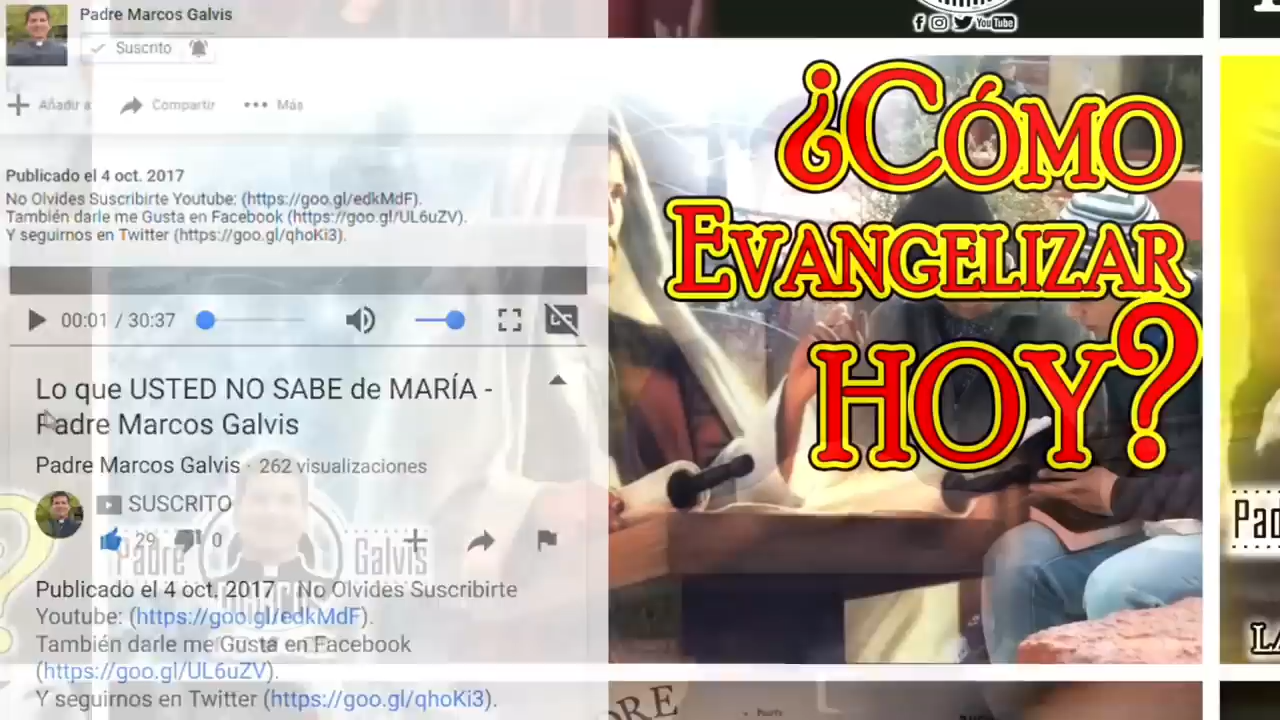 Padre Marcos Galvis
Suscrito
Añadir a
Compartir
Más
Publicado el 4 oct. 2017
No Olvides Suscribirte Youtube: (https://goo.gl/edkMdF).
También darle me Gusta en Facebook (https://goo.gl/UL6uZV).
Y seguirnos en Twitter (https://goo.gl/qhoKi3).
00:01 / 30:37
Lo que USTED NO SABE de MARÍA -
Padre Marcos Galvis
Padre Marcos Galvis · 262 visualizaciones
SUSCRITO
29
0
Padre
Galvis
Publicado el 4 oct. 2017 No Olvides Suscribirte
Youtube: (https://goo.gl/edkMdF).
También darle me Gusta en Facebook
(https://goo.gl/UL6uZV).
Y seguirnos en Twitter (https://goo.gl/qhoKi3).
YouTube
¿CÓMO
EVANGELIZAR
HOY?